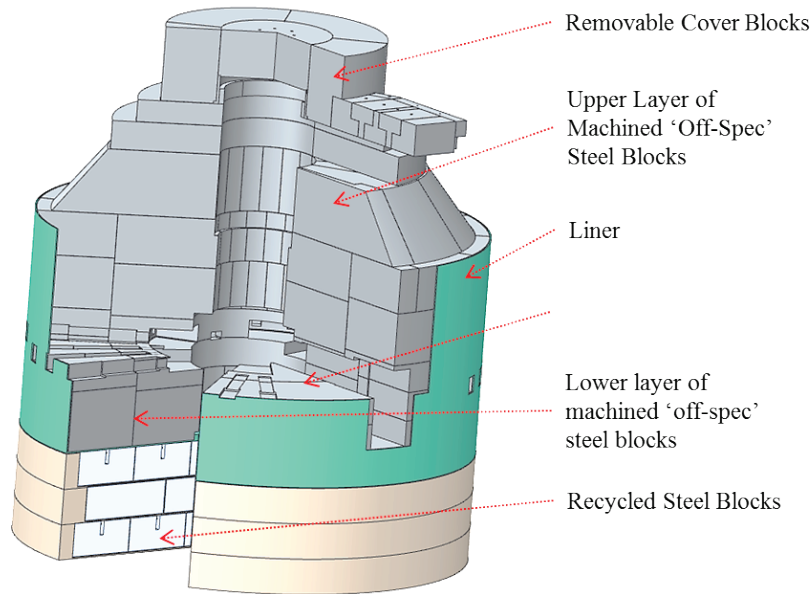 Removable Cover Blocks
Upper Layer of
Machined ‘Off-Spec’
Steel Blocks
Liner
Lower layer of
machined ‘off-spec’
steel blocks
Recycled Steel Blocks